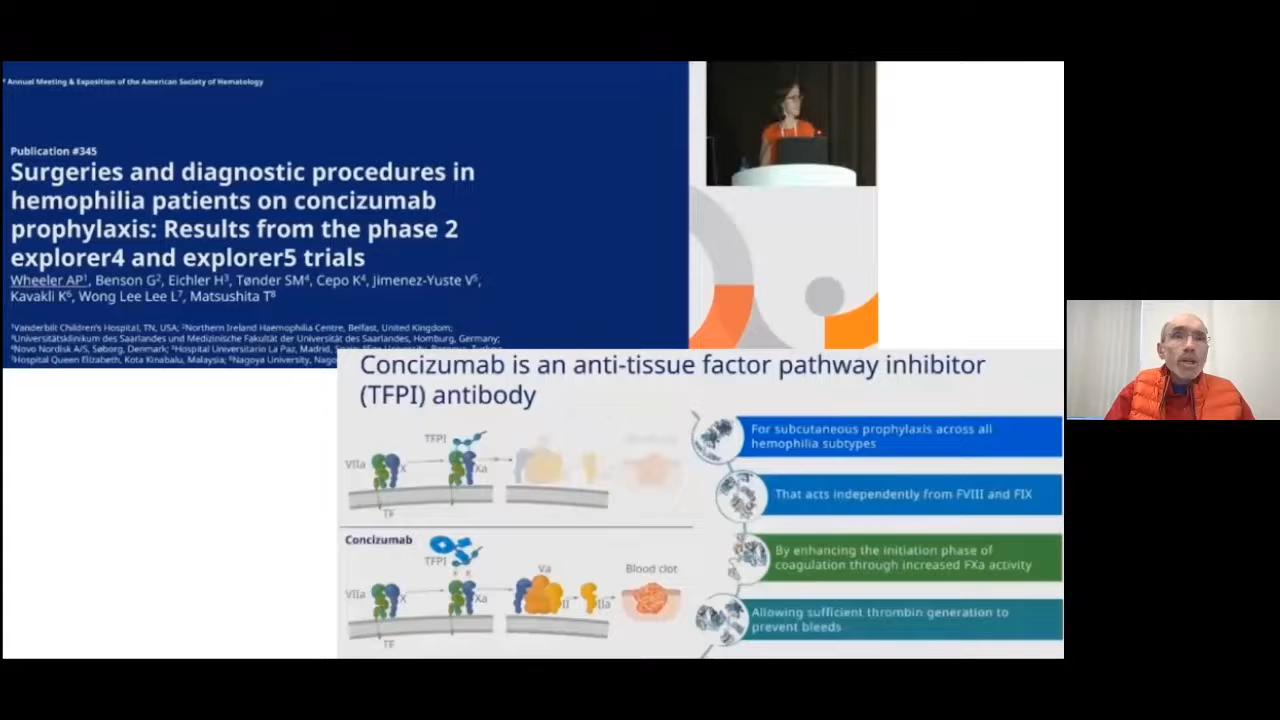 Annual Meeting & Exposition of the American Society of Hematology
Publication #345
Surgeries and diagnostic procedures in
hemophilia patients on concizumab
prophylaxis: Results from the phase 2
explorer4 and explorer5 trials
Wheeler AP¹, Benson G², Eichler H³, Tønder SM⁴, Cepo K⁴, Jimenez-Yuste V⁵,
Kavakli K⁶, Wong Lee Lee L⁷, Matsushita T⁸
¹Vanderbilt Children's Hospital, TN, USA; ²Northern Ireland Haemophilia Centre, Belfast, United Kingdom;
³Universitätsklinikum des Saarlandes und Medizinische Fakultät der Universität des Saarlandes, Homburg, Germany;
⁴Novo Nordisk A/S, Søborg, Denmark; ⁵Hospital Universitario La Paz, Madrid,
⁷Hospital Queen Elizabeth, Kota Kinabalu, Malaysia; ⁸Nagoya University,
Concizumab is an anti-tissue factor pathway inhibitor
(TFPI) antibody
TFPI
VIIa
X
Xa
TF
Concizumab
TFPI
Va
Blood clot
VIIa
X
Xa
II
IIa
TF
For subcutaneous prophylaxis across all
hemophilia subtypes
That acts independently from FVIII and FIX
By enhancing the initiation phase of
coagulation through increased FXa activity
Allowing sufficient thrombin generation to
prevent bleeds